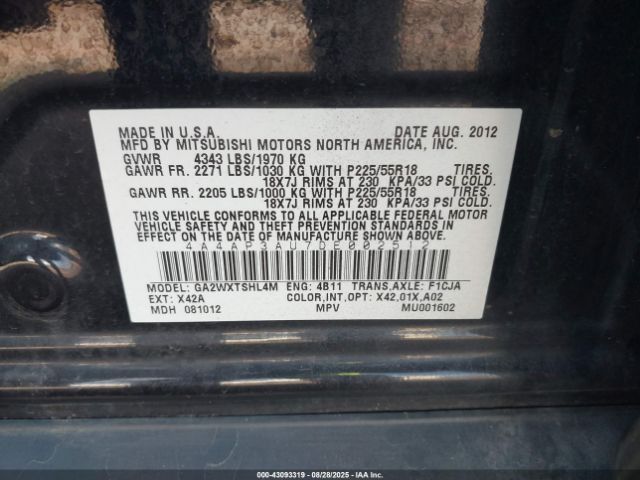 MADE IN U.S.A. DATE AUG. 2012
MFD BY MITSUBISHI MOTORS NORTH AMERICA, INC.
GVWR 4343 LBS/1970 KG
GAWR FR. 2271 LBS/1030 KG WITH P225/55R18 TIRES,
18X7J RIMS AT 230 KPA/33 PSI COLD.
GAWR RR. 2205 LBS/1000 KG WITH P225/55R18 TIRES,
18X7J RIMS AT 230 KPA/33 PSI COLD.
THIS VEHICLE CONFORMS TO ALL APPLICABLE FEDERAL MOTOR
VEHICLE SAFETY AND THEFT PREVENTION STANDARDS IN
EFFECT ON THE DATE OF MANUFACTURE SHOWN ABOVE.
4A4AP3AU7DE002512
MODEL: GA2WXTSHL4M ENG: 4B11 TRANS,AXLE: F1CJA
EXT: X42A COLOR,INT,OPT: X42,01X,A02
MDH 081012 MPV MU001602
000-43093319 - 08/28/2025 - COPYRIGHT IAA, INC.